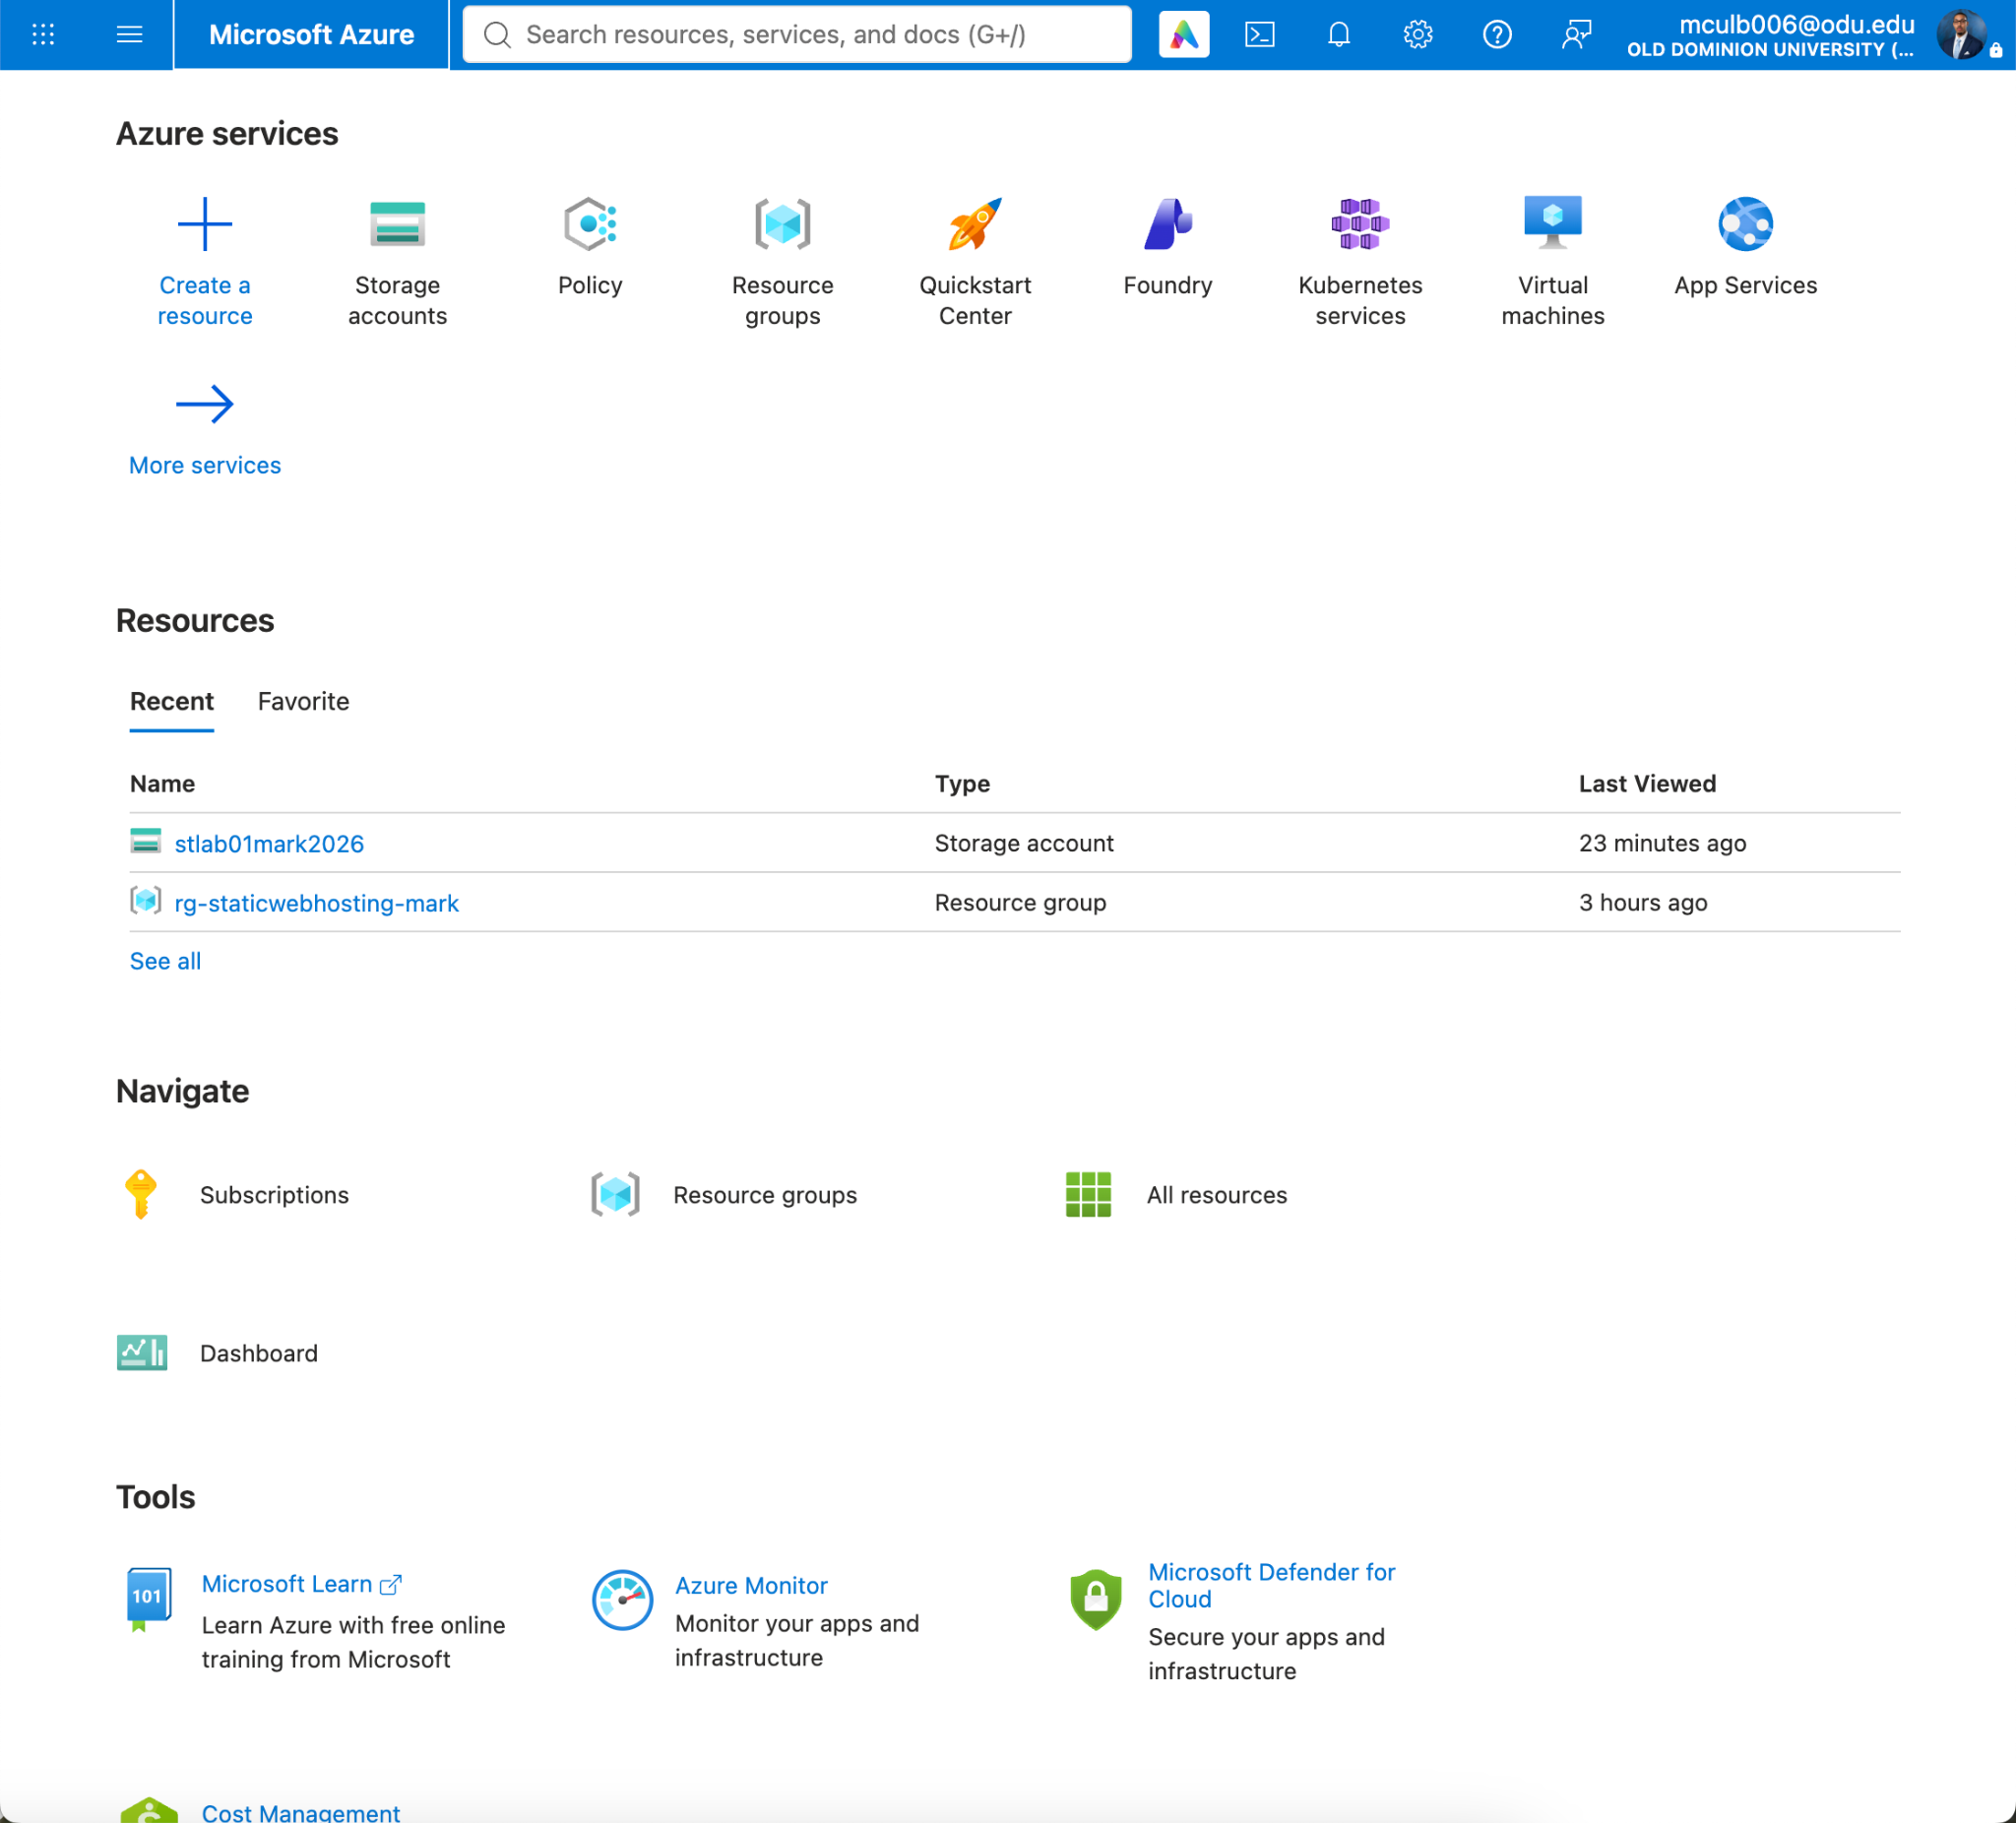 Microsoft Azure
Search resources, services, and docs (G+/)
mculb006@odu.edu
OLD DOMINION UNIVERSITY (...
Azure services
Create a
resource
Storage
accounts
Policy
Resource
groups
Quickstart
Center
Foundry
Kubernetes
services
Virtual
machines
App Services
More services
Resources
Recent Favorite
Name Type Last Viewed
stlab01mark2026 Storage account 23 minutes ago
rg-staticwebhosting-mark Resource group 3 hours ago
See all
Navigate
Subscriptions Resource groups All resources
Dashboard
Tools
101
Microsoft Learn
Learn Azure with free online
training from Microsoft
Azure Monitor
Monitor your apps and
infrastructure
Microsoft Defender for
Cloud
Secure your apps and
infrastructure
Cost Management